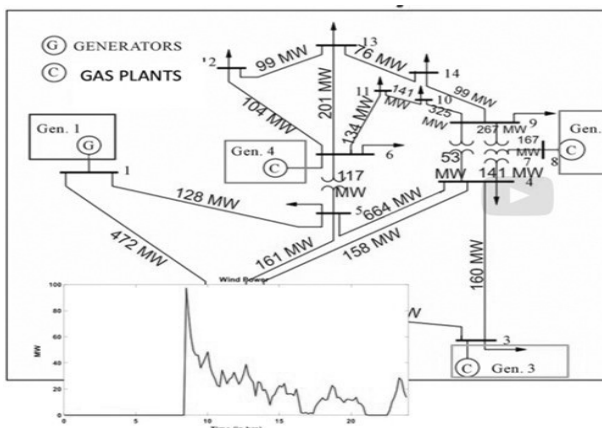 G GENERATORS
C GAS PLANTS
13
99 MW
76 MW
2
14
201 MW
11
141 MW
10
99 MW
325 MW
9
104 MW
134 MW
267 MW
Gen. 1
G
Gen. 4
C
6
167 MW
Gen.
C
8
53 MW
7
1
117 MW
141 MW
4
128 MW
5
664 MW
472 MW
161 MW
158 MW
160 MW
Wind Power
100
80
60
40
20
0
MW
0
5
10
15
20
3
C
Gen. 3